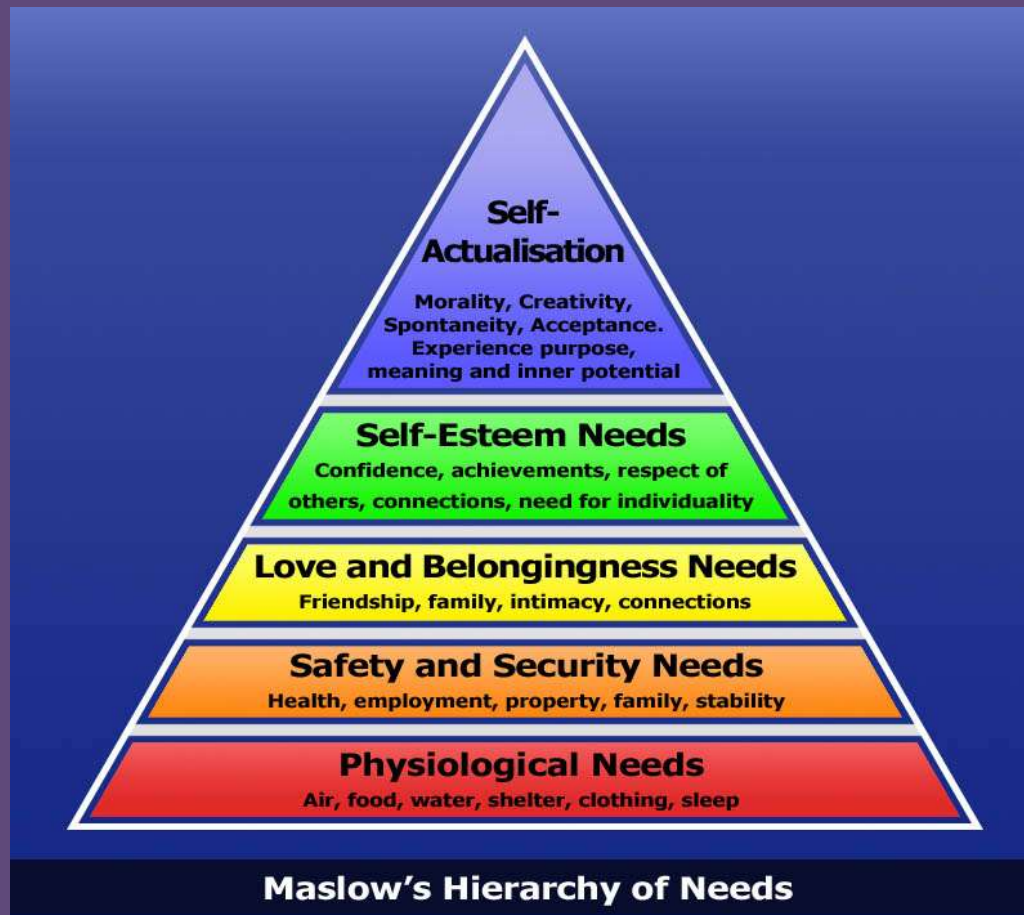 Self-
Actualisation
Morality, Creativity,
Spontaneity, Acceptance.
Experience purpose,
meaning and inner potential
Self-Esteem Needs
Confidence, achievements, respect of
others, connections, need for individuality
Love and Belongingness Needs
Friendship, family, intimacy, connections
Safety and Security Needs
Health, employment, property, family, stability
Physiological Needs
Air, food, water, shelter, clothing, sleep
Maslow's Hierarchy of Needs